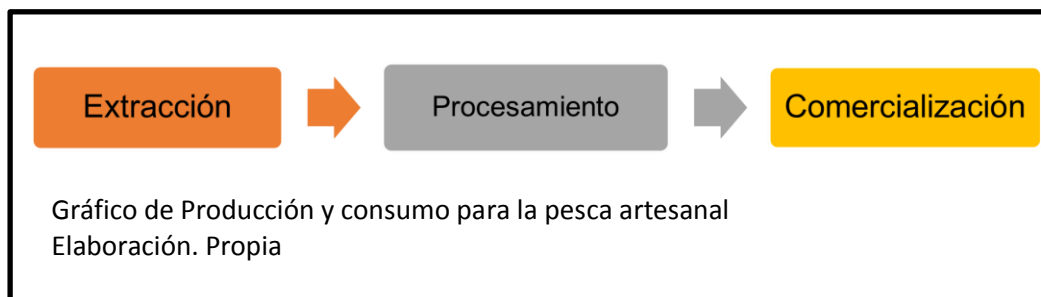 Extracción
Procesamiento
Comercialización
Gráfico de Producción y consumo para la pesca artesanal
Elaboración. Propia